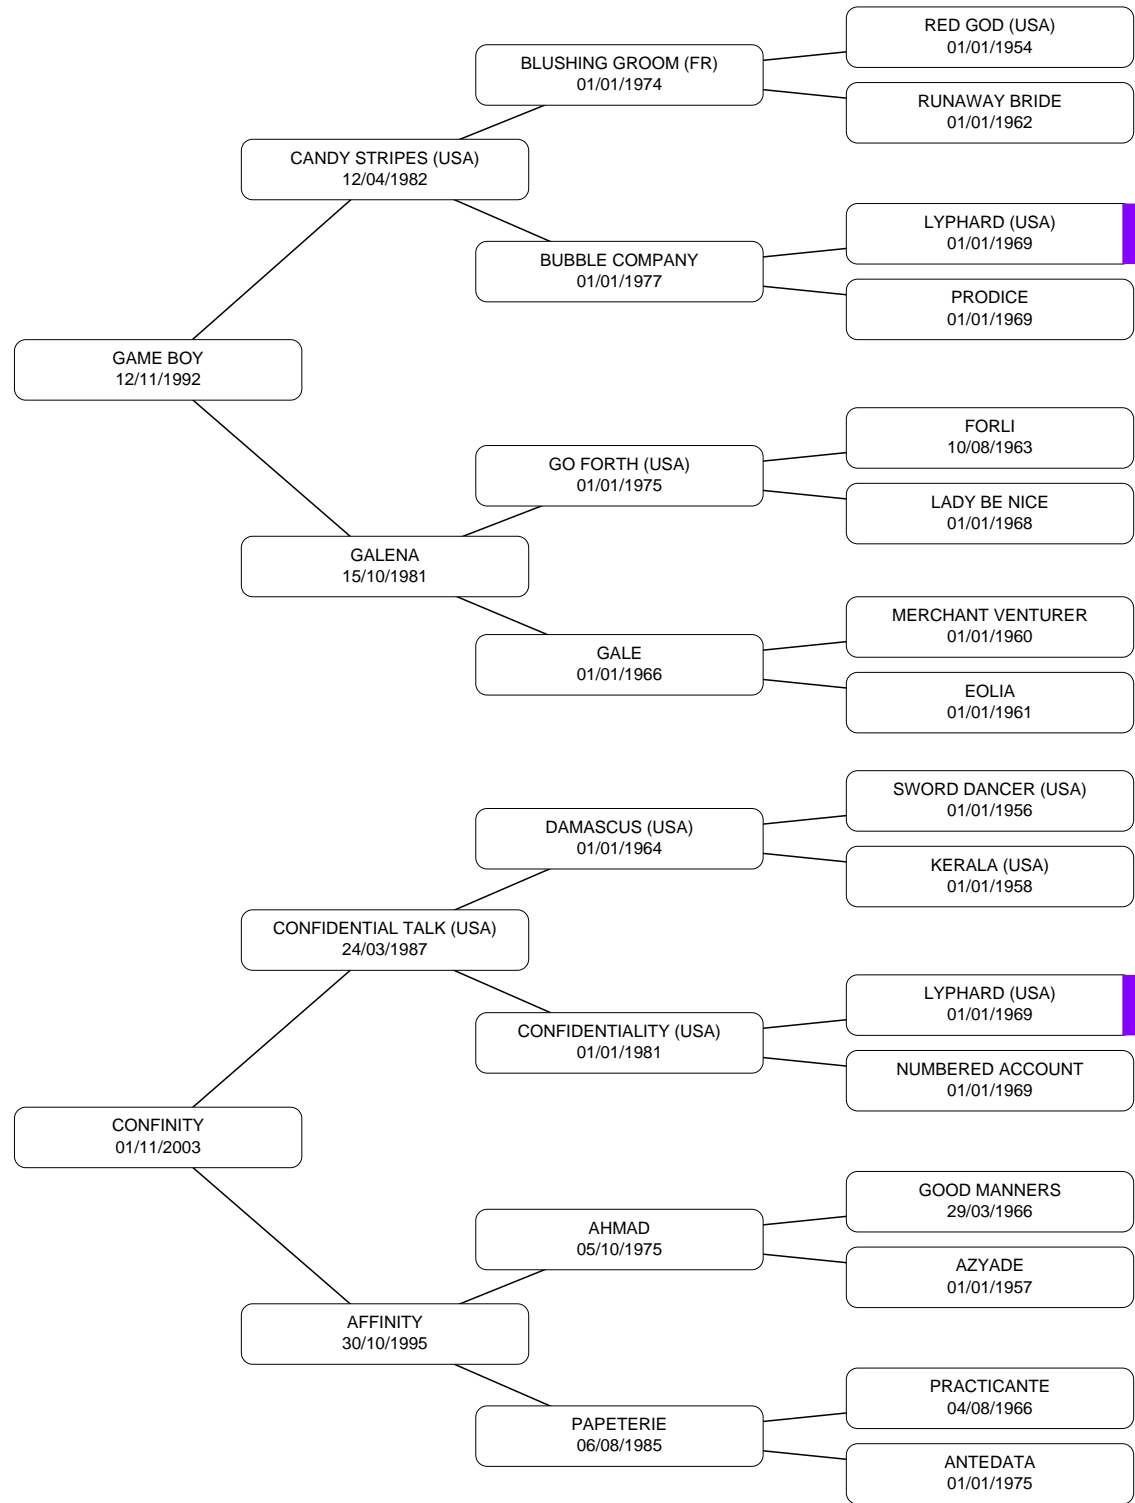 RED GOD (USA)
01/01/1954
BLUSHING GROOM (FR)
01/01/1974
RUNAWAY BRIDE
01/01/1962
CANDY STRIPES (USA)
12/04/1982
LYPHARD (USA)
01/01/1969
BUBBLE COMPANY
01/01/1977
PRODICE
01/01/1969
GAME BOY
12/11/1992
FORLI
10/08/1963
GO FORTH (USA)
01/01/1975
LADY BE NICE
01/01/1968
GALENA
15/10/1981
MERCHANT VENTURER
01/01/1960
GALE
01/01/1966
EOLIA
01/01/1961
SWORD DANCER (USA)
01/01/1956
DAMASCUS (USA)
01/01/1964
KERALA (USA)
01/01/1958
CONFIDENTIAL TALK (USA)
24/03/1987
LYPHARD (USA)
01/01/1969
CONFIDENTIALITY (USA)
01/01/1981
NUMBERED ACCOUNT
01/01/1969
CONFINITY
01/11/2003
GOOD MANNERS
29/03/1966
AHMAD
05/10/1975
AZYADE
01/01/1957
AFFINITY
30/10/1995
PRACTICANTE
04/08/1966
PAPETERIE
06/08/1985
ANTEDATA
01/01/1975